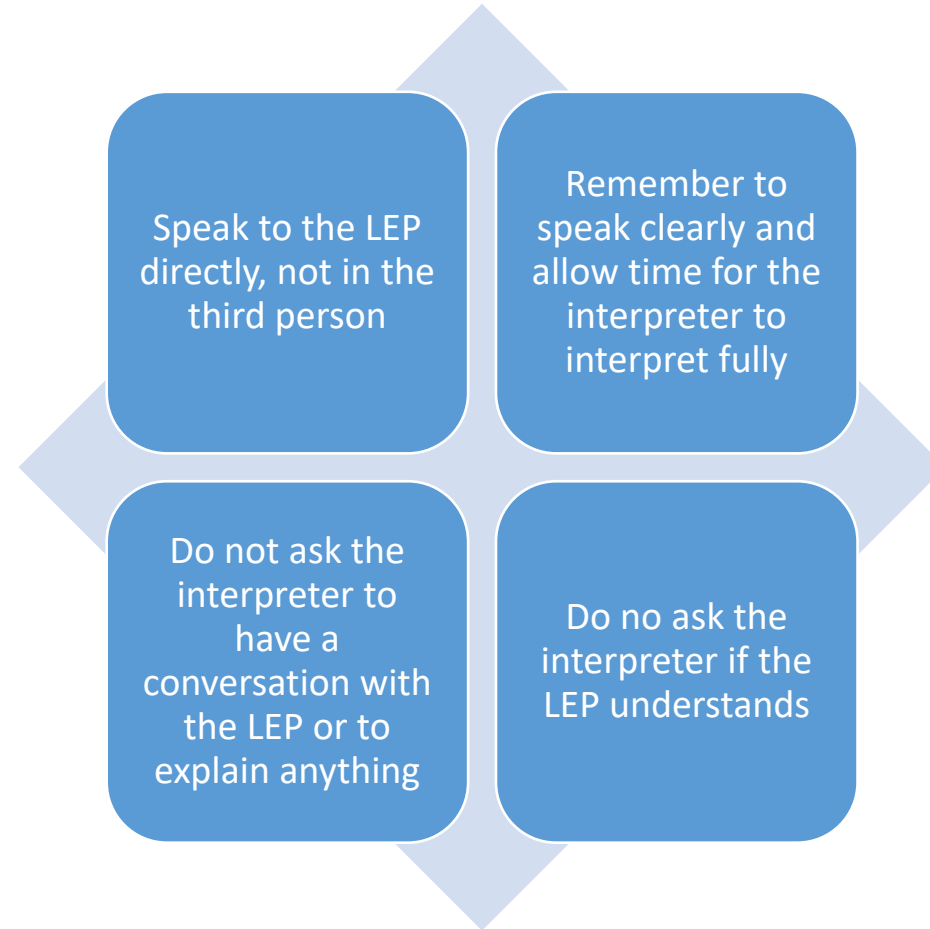 Speak to the LEP
directly, not in the
third person
Remember to
speak clearly and
allow time for the
interpreter to
interpret fully
Do not ask the
interpreter to
have a
conversation with
the LEP or to
explain anything
Do no ask the
interpreter if the
LEP understands